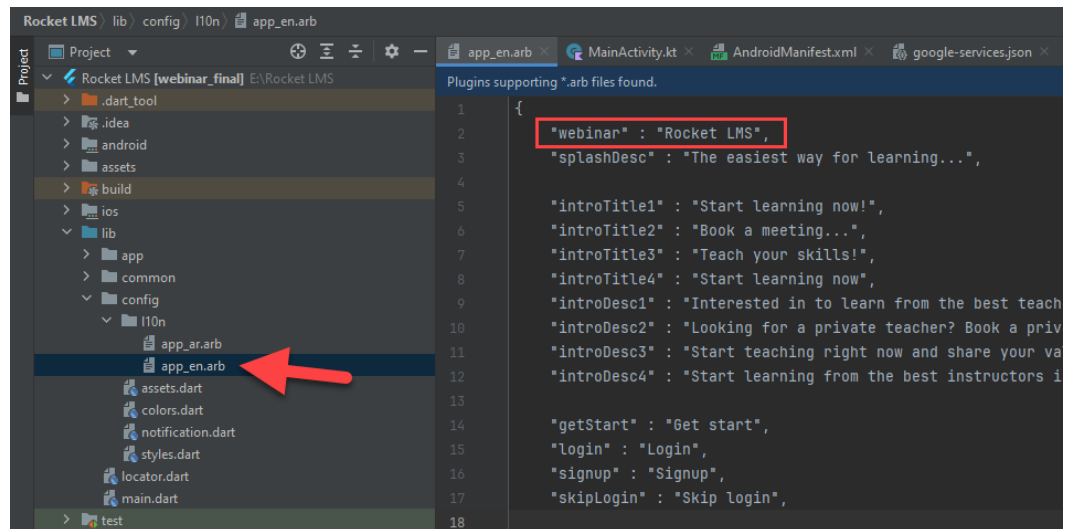 Rocket LMS lib config l10n app_en.arb
Project
Project
app_en.arb MainActivity.kt AndroidManifest.xml google-services.json
Rocket LMS [webinar_final] E:\Rocket LMS
.dart_tool
.idea
android
assets
build
ios
lib
app
common
config
l10n
app_ar.arb
app_en.arb
assets.dart
colors.dart
notification.dart
styles.dart
locator.dart
main.dart
test
Plugins supporting *.arb files found.
1 {
2 "webinar" : "Rocket LMS",
3 "splashDesc" : "The easiest way for learning...",
4
5 "introTitle1" : "Start learning now!",
6 "introTitle2" : "Book a meeting...",
7 "introTitle3" : "Teach your skills!",
8 "introTitle4" : "Start learning now",
9 "introDesc1" : "Interested in to learn from the best teach
10 "introDesc2" : "Looking for a private teacher? Book a priv
11 "introDesc3" : "Start teaching right now and share your va
12 "introDesc4" : "Start learning from the best instructors i
13
14 "getStart" : "Get start",
15 "login" : "Login",
16 "signup" : "Signup",
17 "skipLogin" : "Skip login",
18